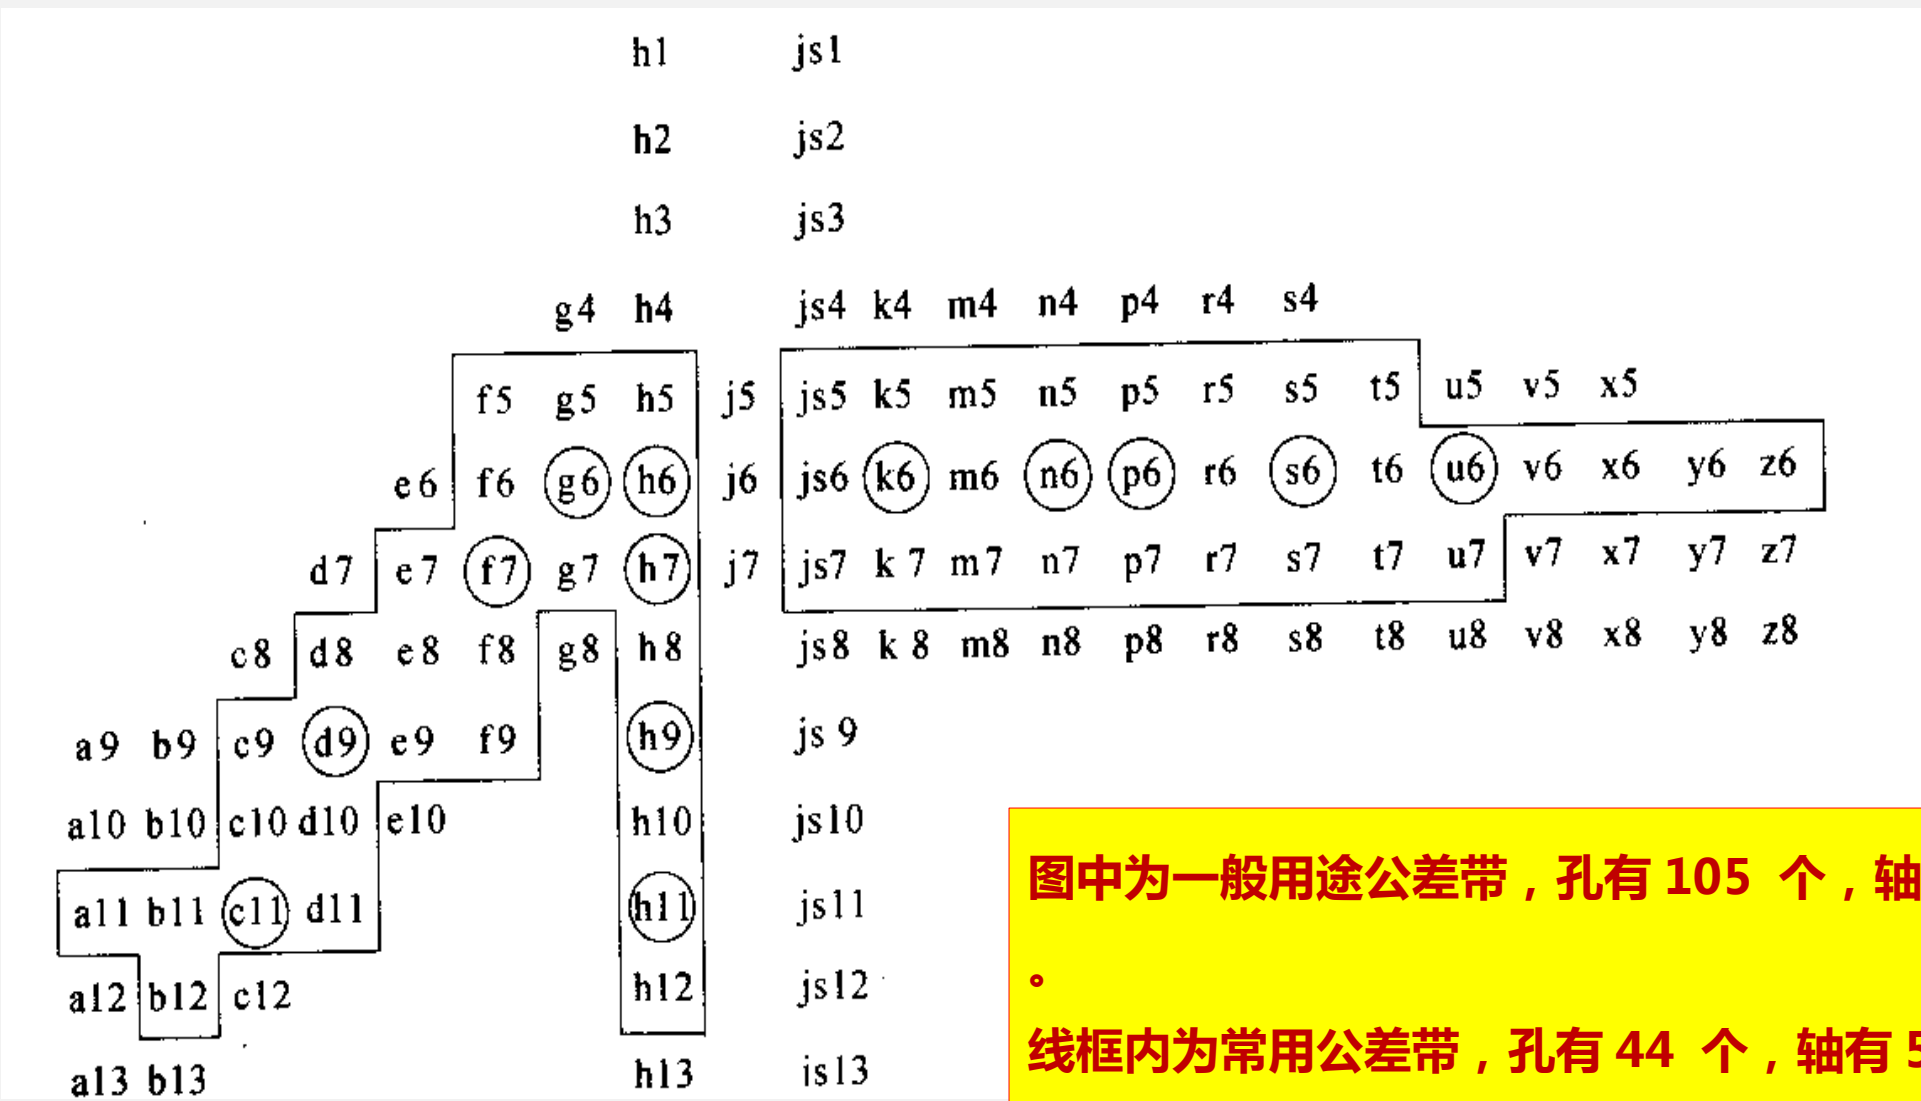 h1 js1
h2 js2
h3 js3
g4 h4 js4 k4 m4 n4 p4 r4 s4
f5 g5 h5 j5 js5 k5 m5 n5 p5 r5 s5 t5 u5 v5 x5
e6 f6 g6 h6 j6 js6 k6 m6 n6 p6 r6 s6 t6 u6 v6 x6 y6 z6
d7 e7 f7 g7 h7 j7 js7 k7 m7 n7 p7 r7 s7 t7 u7 v7 x7 y7 z7
c8 d8 e8 f8 g8 h8 js8 k8 m8 n8 p8 r8 s8 t8 u8 v8 x8 y8 z8
a9 b9 c9 d9 e9 f9 h9 js9
a10 b10 c10 d10 e10 h10 js10
a11 b11 c11 d11 h11 js11
a12 b12 c12 h12 js12
a13 b13 h13 js13
图中为一般用途公差带，孔有105 个，轴
。
线框内为常用公差带，孔有44 个，轴有5